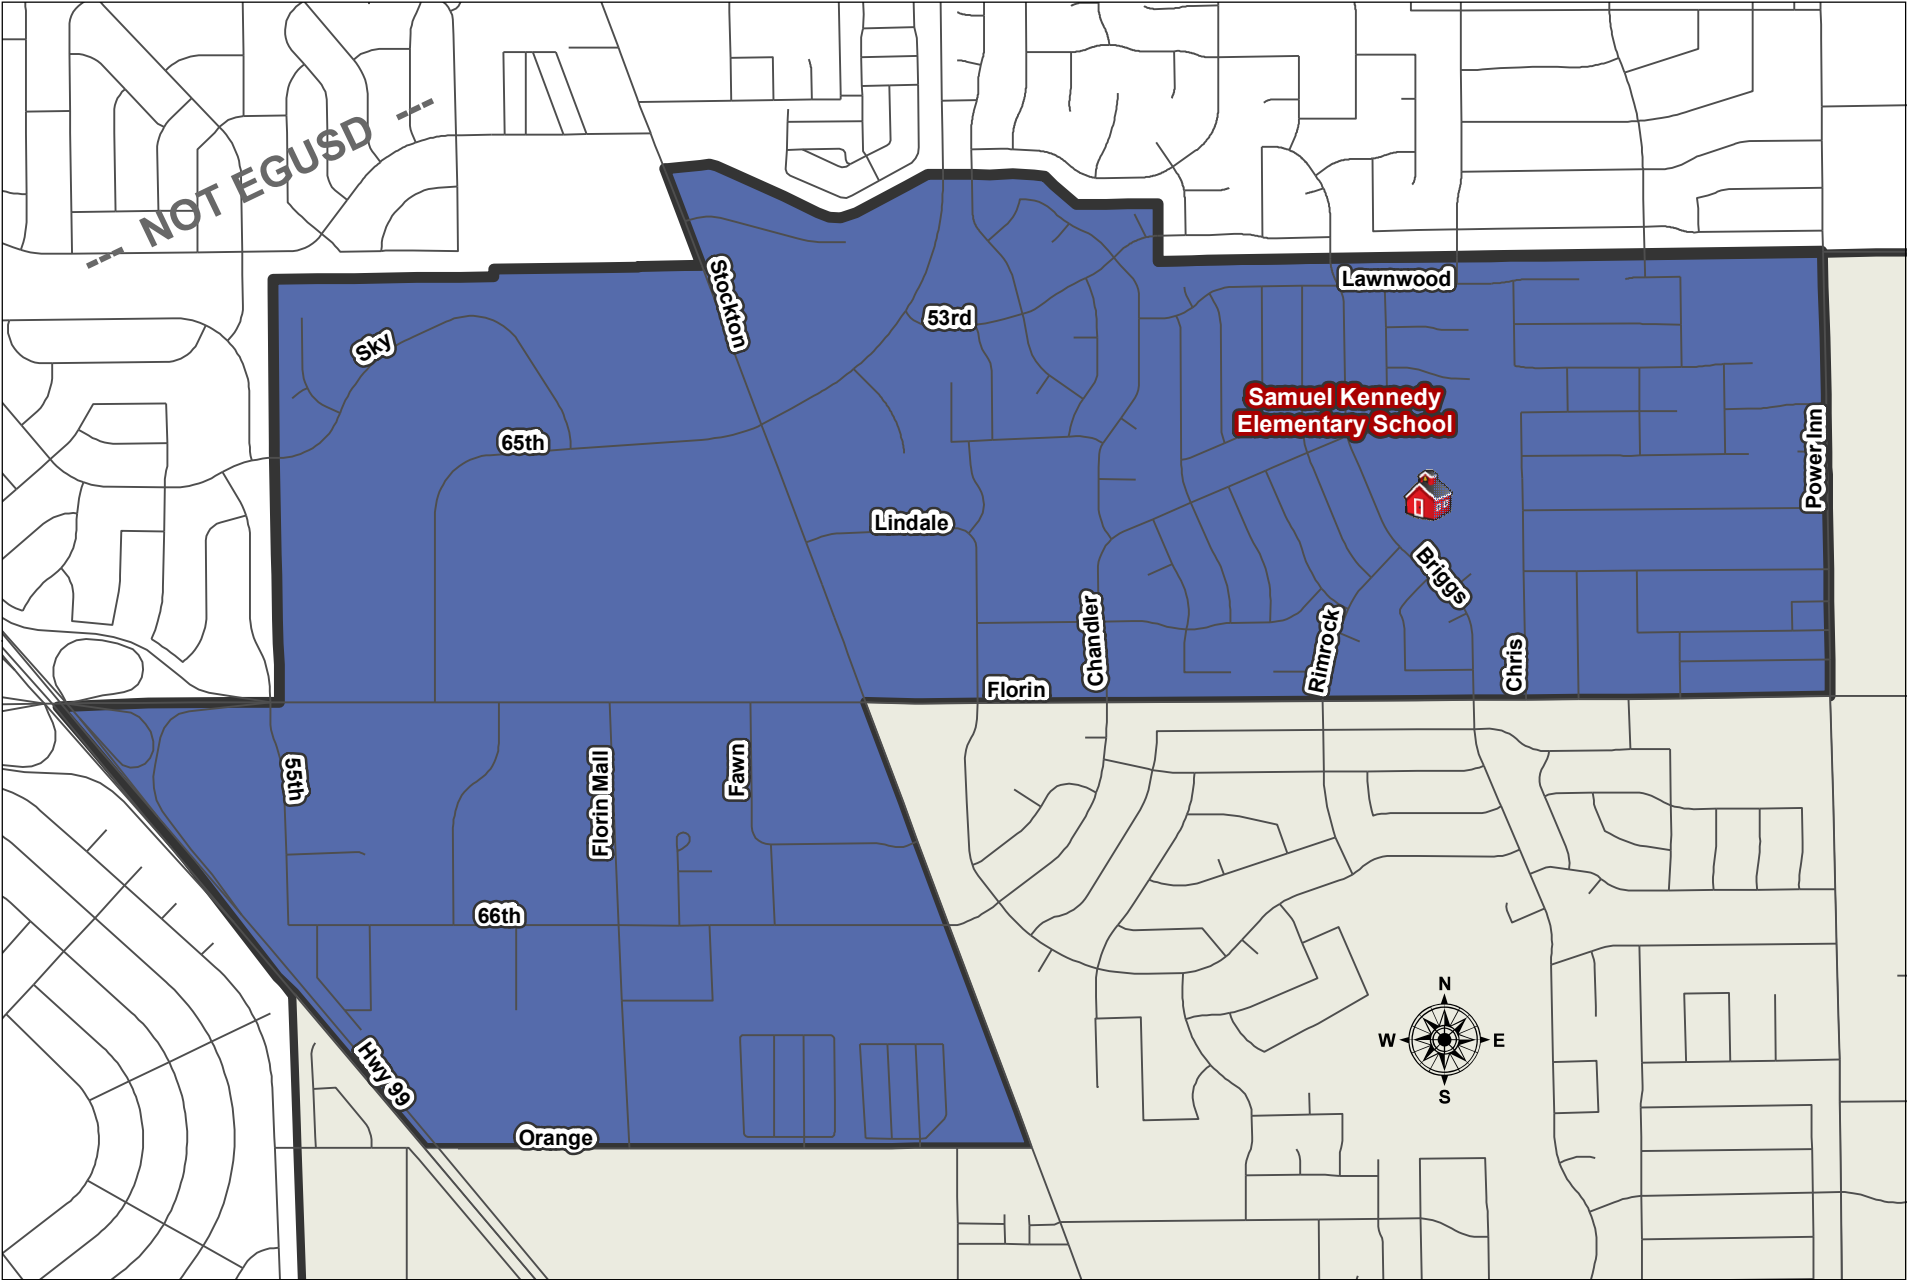 --- NOT EGUSD ---
Stockton
Lawnwood
53rd
Sky
Samuel Kennedy
Elementary School
65th
Power Inn
Lindale
Briggs
Chandler
Rimrock
Chris
Florin
55th
Florin Mall
Fawn
66th
N
W
E
S
Hwy 99
Orange